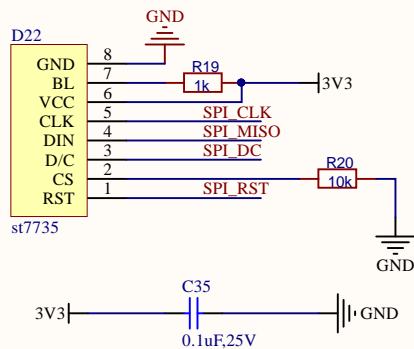 GND
D22
GND 8
BL 7 R19 1k
VCC 6 3V3
CLK 5 SPI_CLK
DIN 4 SPI_MISO
D/C 3 SPI_DC
CS 2 R20 10k
RST 1 SPI_RST
st7735
GND
C35
3V3 GND
0.1uF,25V